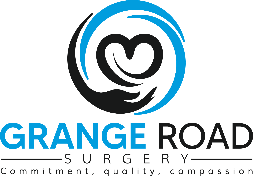 GRANGE ROAD
SURGERY
Commitment, quality, compassion